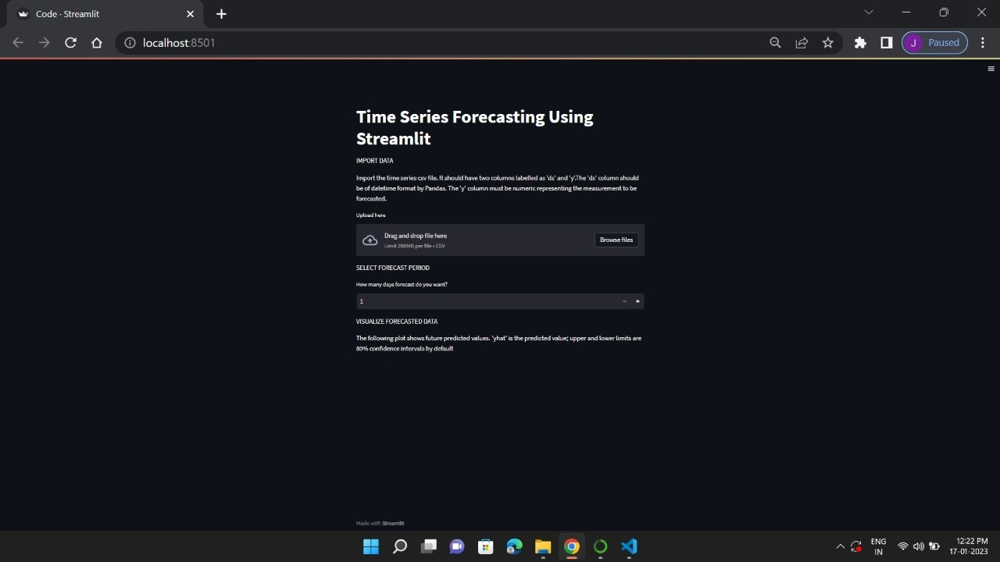 Code · Streamlit
localhost:8501
J Paused
Time Series Forecasting Using
Streamlit
IMPORT DATA
Import the time series csv file. It should have two columns labelled as 'ds' and 'y'.The 'ds' column should
be of datetime format by Pandas. The 'y' column must be numeric representing the measurement to be
forecasted.
Upload here
Drag and drop file here
Limit 200MB per file • CSV
Browse files
SELECT FORECAST PERIOD
How many days forecast do you want?
1 − +
VISUALIZE FORECASTED DATA
The following plot shows future predicted values. 'yhat' is the predicted value; upper and lower limits are
80% confidence intervals by default
Made with Streamlit
ENG
IN
12:22 PM
17-01-2023